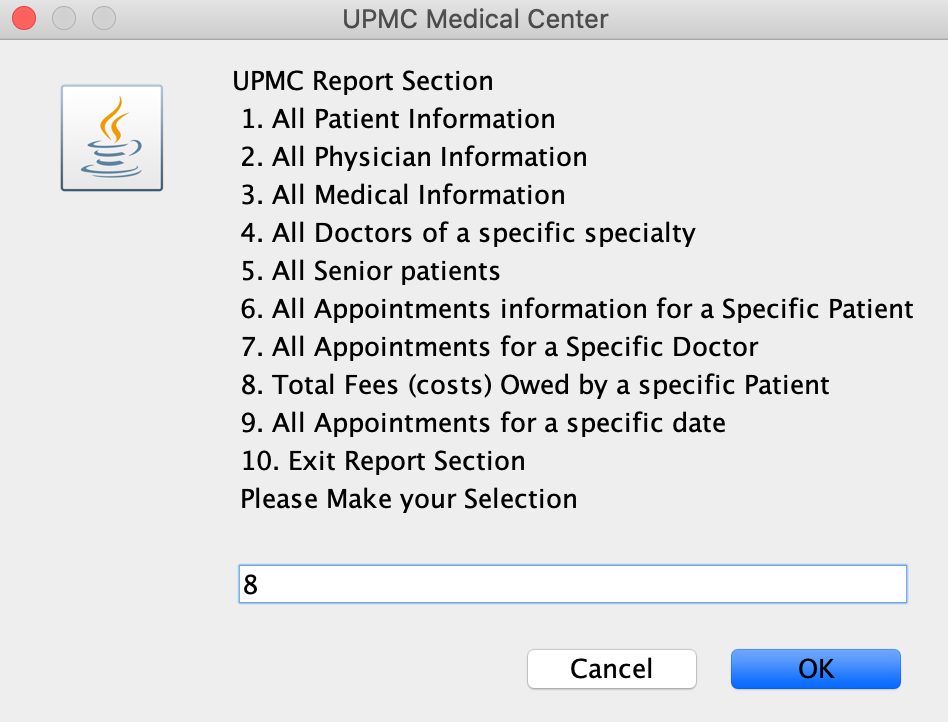 UPMC Medical Center
UPMC Report Section
1. All Patient Information
2. All Physician Information
3. All Medical Information
4. All Doctors of a specific specialty
5. All Senior patients
6. All Appointments information for a Specific Patient
7. All Appointments for a Specific Doctor
8. Total Fees (costs) Owed by a specific Patient
9. All Appointments for a specific date
10. Exit Report Section
Please Make your Selection
8
Cancel OK